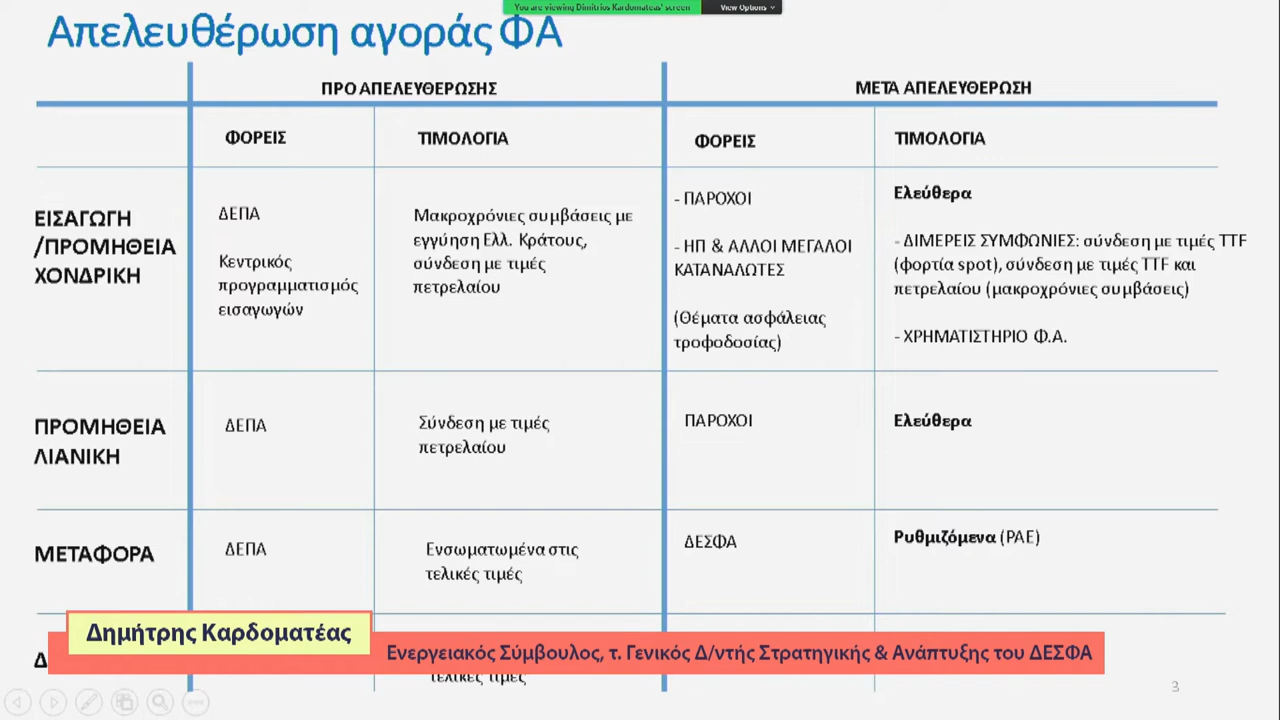 You are viewing Dimitrios Kardomateas' screen
View Options
Απελευθέρωση αγοράς ΦΑ
ΠΡΟ ΑΠΕΛΕΥΘΕΡΩΣΗΣ
ΜΕΤΑ ΑΠΕΛΕΥΘΕΡΩΣΗ
ΦΟΡΕΙΣ
ΤΙΜΟΛΟΓΙΑ
ΦΟΡΕΙΣ
ΤΙΜΟΛΟΓΙΑ
ΕΙΣΑΓΩΓΗ
/ΠΡΟΜΗΘΕΙΑ
ΧΟΝΔΡΙΚΗ
ΔΕΠΑ
Κεντρικός
προγραμματισμός
εισαγωγών
Μακροχρόνιες συμβάσεις με
εγγύηση Ελλ. Κράτους,
σύνδεση με τιμές
πετρελαίου
- ΠΑΡΟΧΟΙ
- ΗΠ & ΑΛΛΟΙ ΜΕΓΑΛΟΙ
ΚΑΤΑΝΑΛΩΤΕΣ
(Θέματα ασφάλειας
τροφοδοσίας)
Ελεύθερα
- ΔΙΜΕΡΕΙΣ ΣΥΜΦΩΝΙΕΣ: σύνδεση με τιμές TTF
(φορτία spot), σύνδεση με τιμές TTF και
πετρελαίου (μακροχρόνιες συμβάσεις)
- ΧΡΗΜΑΤΙΣΤΗΡΙΟ Φ.Α.
ΠΡΟΜΗΘΕΙΑ
ΛΙΑΝΙΚΗ
ΔΕΠΑ
Σύνδεση με τιμές
πετρελαίου
ΠΑΡΟΧΟΙ
Ελεύθερα
ΜΕΤΑΦΟΡΑ
ΔΕΠΑ
Ενσωματωμένα στις
τελικές τιμές
ΔΕΣΦΑ
Ρυθμιζόμενα (ΡΑΕ)
Δημήτρης Καρδοματέας
Ενεργειακός Σύμβουλος, τ. Γενικός Δ/ντής Στρατηγικής & Ανάπτυξης του ΔΕΣΦΑ
τελικές τιμές
3